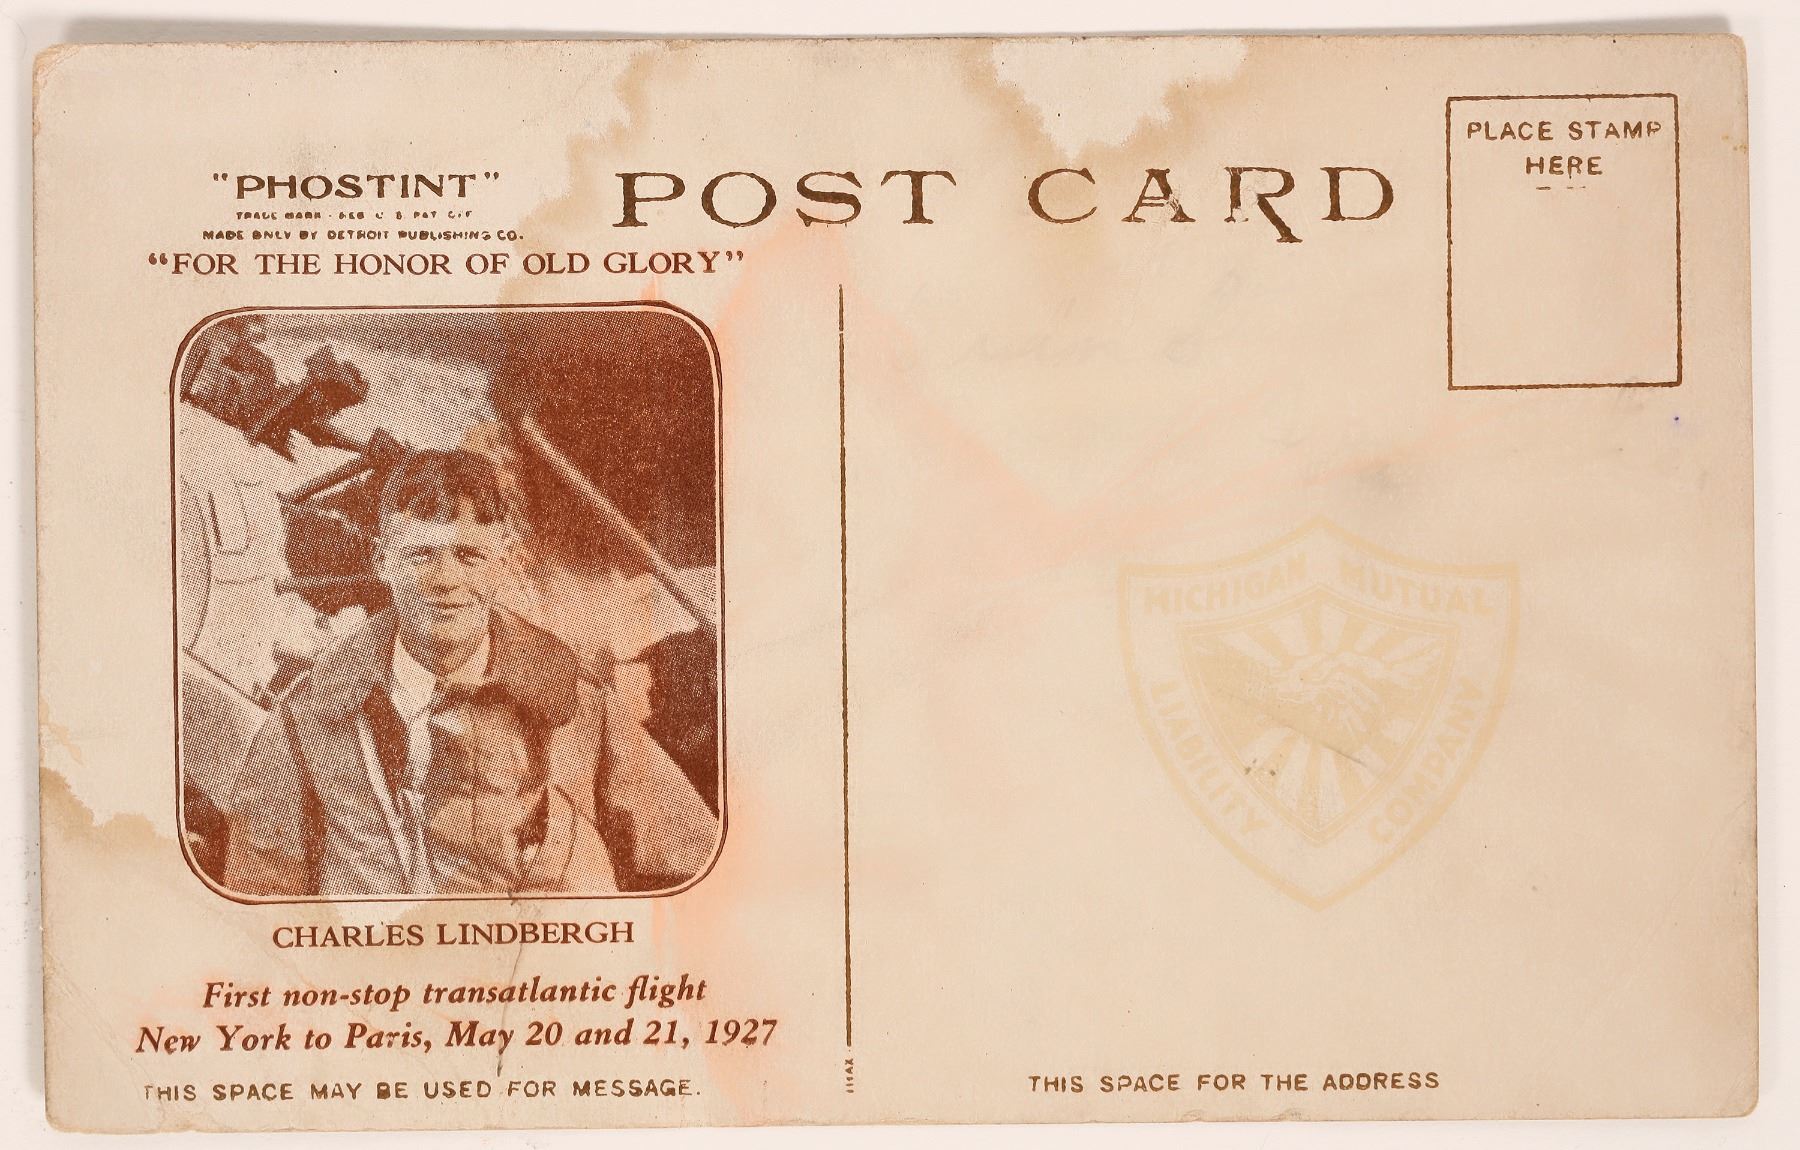 "PHOSTINT"
MADE ONLY BY DETROIT PUBLISHING CO.
"FOR THE HONOR OF OLD GLORY"
CHARLES LINDBERGH
First non-stop transatlantic flight
New York to Paris, May 20 and 21, 1927
THIS SPACE MAY BE USED FOR MESSAGE.
POST CARD
PLACE STAMP
HERE
MICHIGAN MUTUAL
LIABILITY
COMPANY
THIS SPACE FOR THE ADDRESS